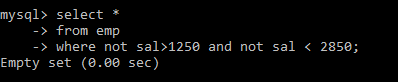 mysql> select *
    -> from emp
    -> where not sal>1250 and not sal < 2850;
Empty set (0.00 sec)